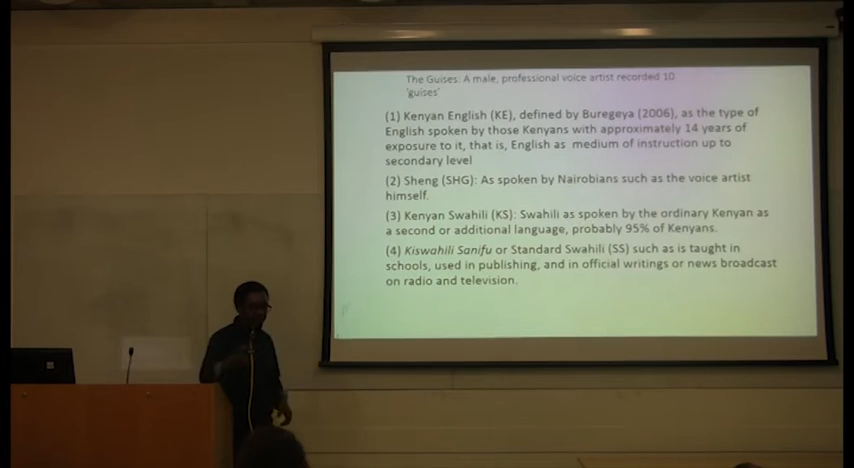 The Guises: A male, professional voice artist recorded 10
'guises'
(1) Kenyan English (KE), defined by Buregeya (2006), as the type of
English spoken by those Kenyans with approximately 14 years of
exposure to it, that is, English as medium of instruction up to
secondary level
(2) Sheng (SHG): As spoken by Nairobians such as the voice artist
himself.
(3) Kenyan Swahili (KS): Swahili as spoken by the ordinary Kenyan as
a second or additional language, probably 95% of Kenyans.
(4) Kiswahili Sanifu or Standard Swahili (SS) such as is taught in
schools, used in publishing, and in official writings or news broadcast
on radio and television.